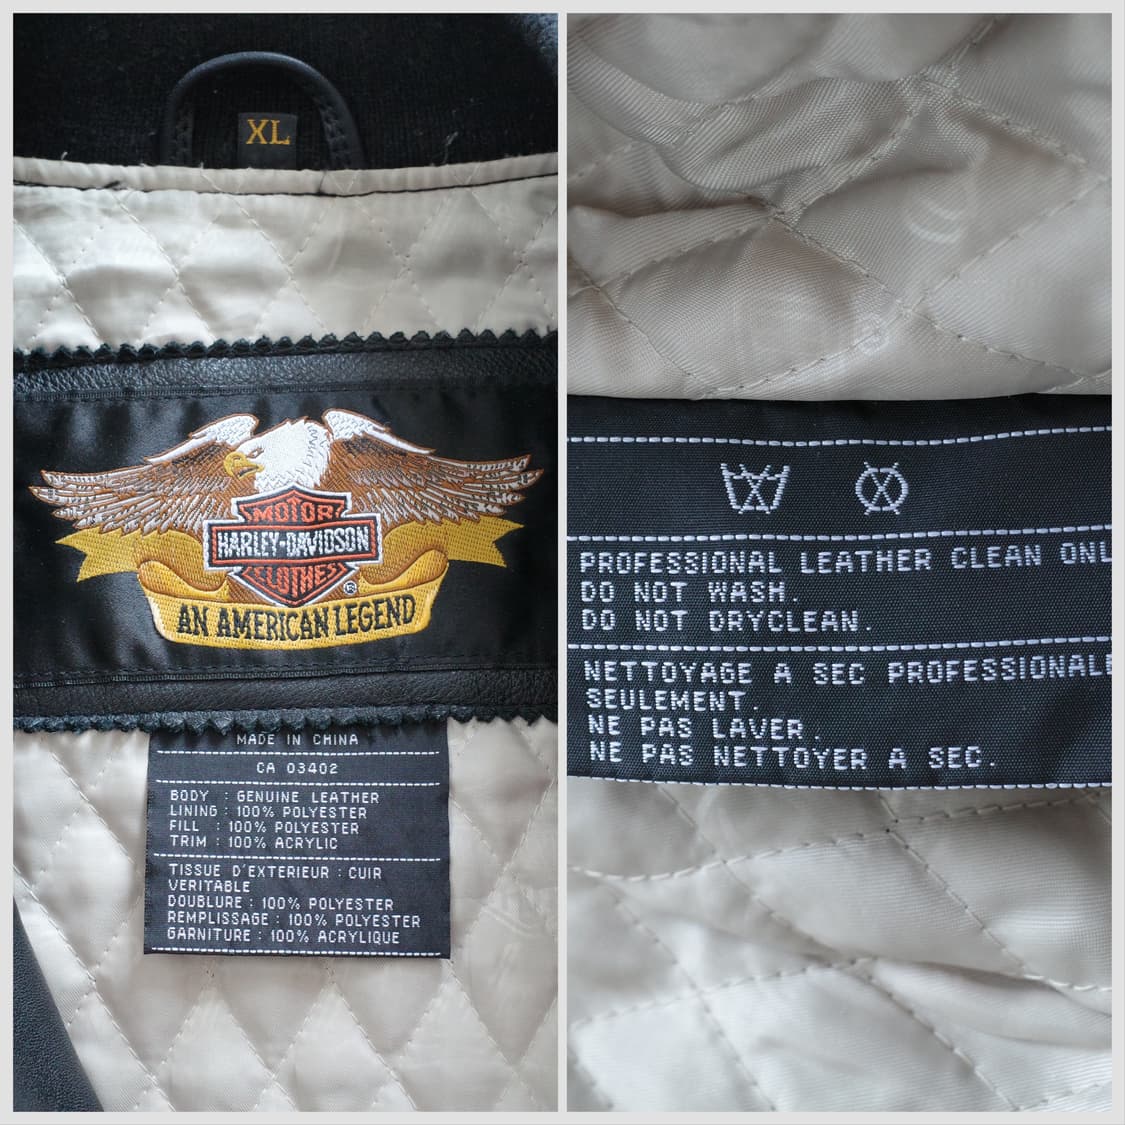 XL
MOTOR
HARLEY-DAVIDSON
CLOTHES
®
AN AMERICAN LEGEND
MADE IN CHINA
CA 03402
BODY : GENUINE LEATHER
LINING : 100% POLYESTER
FILL : 100% POLYESTER
TRIM : 100% ACRYLIC
TISSUE D'EXTERIEUR : CUIR
VERITABLE
DOUBLURE : 100% POLYESTER
REMPLISSAGE : 100% POLYESTER
GARNITURE : 100% ACRYLIQUE
PROFESSIONAL LEATHER CLEAN ONL
DO NOT WASH.
DO NOT DRYCLEAN.
NETTOYAGE A SEC PROFESSIONALE
SEULEMENT.
NE PAS LAVER.
NE PAS NETTOYER A SEC.